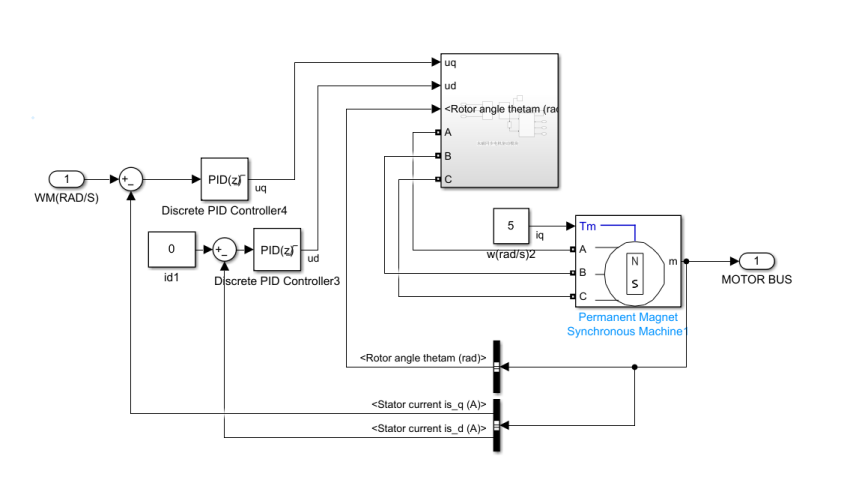 uq
ud
<Rotor angle thetam (rad
A
B
C
1
WM(RAD/S)
PID(z)
uq
Discrete PID Controller4
0
id1
PID(z)
ud
Discrete PID Controller3
5
iq
w(rad/s)2
Tm
A
B
C
N
S
m
1
MOTOR BUS
Permanent Magnet
Synchronous Machine1
<Rotor angle thetam (rad)>
<Stator current is_q (A)>
<Stator current is_d (A)>